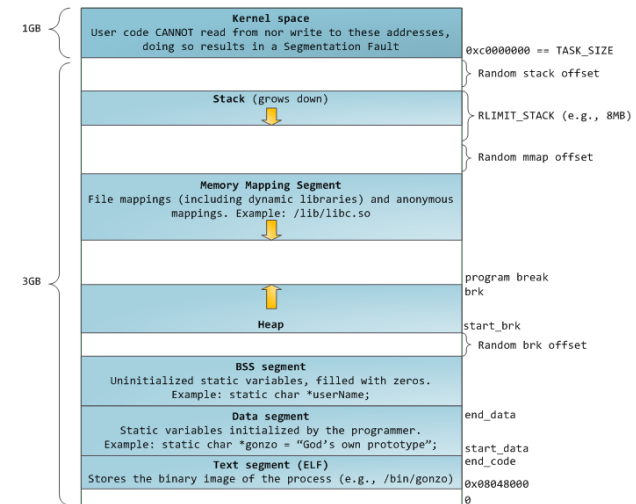 Kernel space
1GB
User code CANNOT read from nor write to these addresses,
doing so results in a Segmentation Fault
0xc0000000 == TASK_SIZE
Random stack offset
Stack (grows down)
RLIMIT_STACK (e.g., 8MB)
Random mmap offset
Memory Mapping Segment
File mappings (including dynamic libraries) and anonymous
mappings. Example: /lib/libc.so
3GB
program break
brk
Heap
start_brk
Random brk offset
BSS segment
Uninitialized static variables, filled with zeros.
Example: static char *userName;
Data segment
end_data
Static variables initialized by the programmer.
Example: static char *gonzo = “God’s own prototype”;
start_data
end_code
Text segment (ELF)
Stores the binary image of the process (e.g., /bin/gonzo)
0x08048000
0